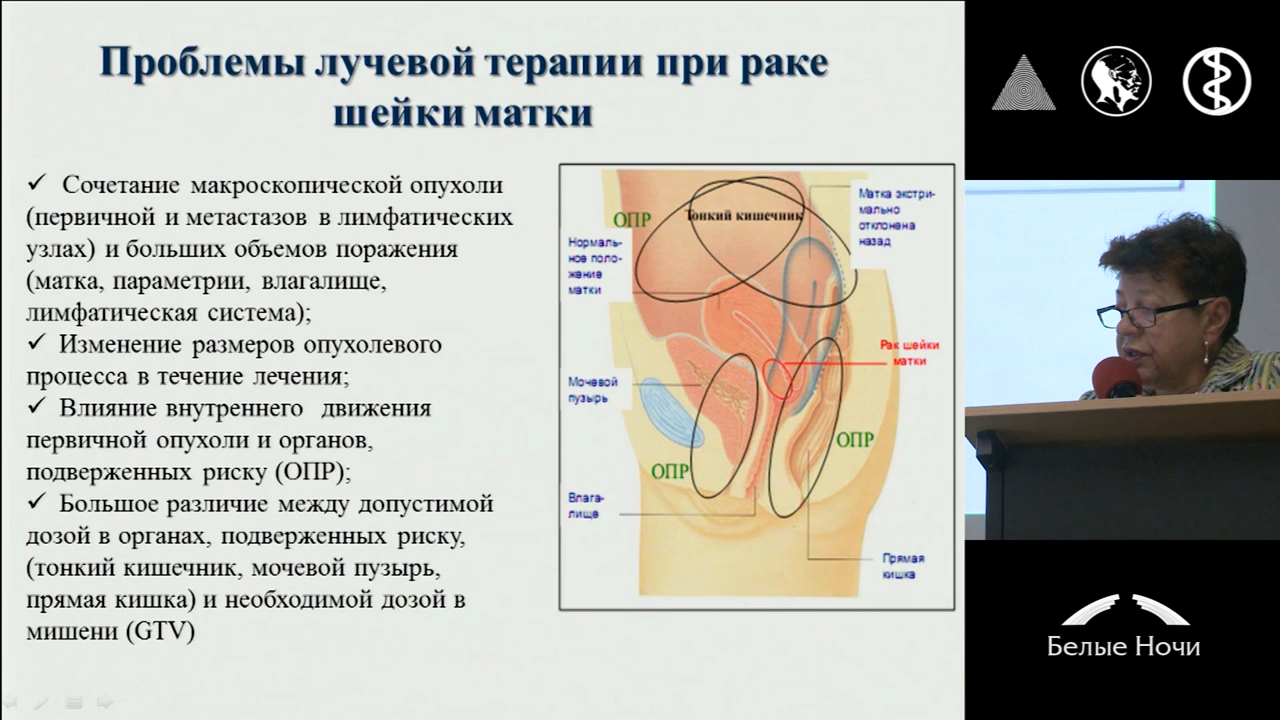 Проблемы лучевой терапии при раке
шейки матки
✓ Сочетание макроскопической опухоли
(первичной и метастазов в лимфатических
узлах) и больших объемов поражения
(матка, параметрии, влагалище,
лимфатическая система);
✓ Изменение размеров опухолевого
процесса в течение лечения;
✓ Влияние внутреннего движения
первичной опухоли и органов,
подверженных риску (ОПР);
✓ Большое различие между допустимой
дозой в органах, подверженных риску,
(тонкий кишечник, мочевой пузырь,
прямая кишка) и необходимой дозой в
мишени (GTV)
ОПР
Тонкий кишечник
Матка экстри-
мально
отклонена
назад
Нормаль-
ное поло-
жение
матки
Рак шейки
матки
Мочевой
пузырь
ОПР
ОПР
Влага-
лище
Прямая
кишка
Белые Ночи